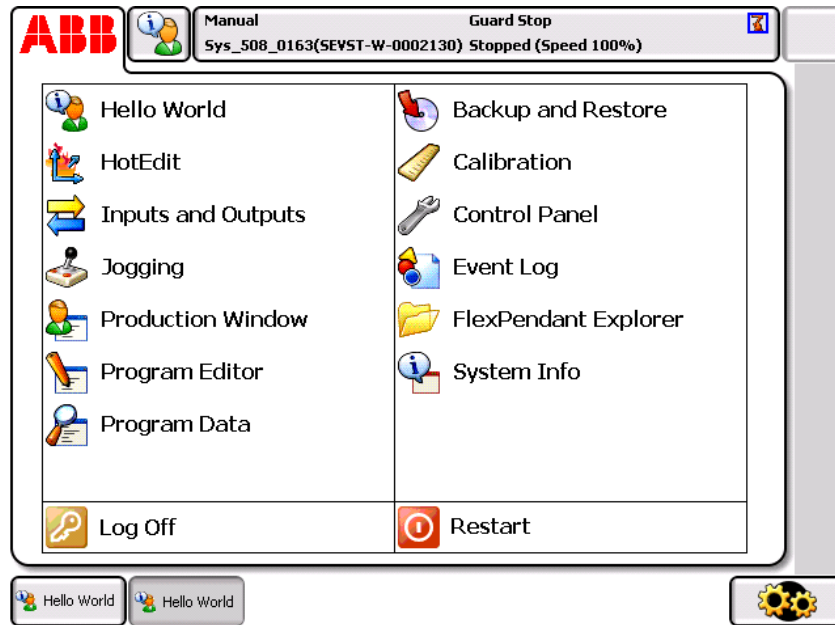 ABB
Manual Guard Stop
Sys_508_0163(SEVST-W-0002130) Stopped (Speed 100%)
Hello World
HotEdit
Inputs and Outputs
Jogging
Production Window
Program Editor
Program Data
Backup and Restore
Calibration
Control Panel
Event Log
FlexPendant Explorer
System Info
Log Off
Restart
Hello World
Hello World